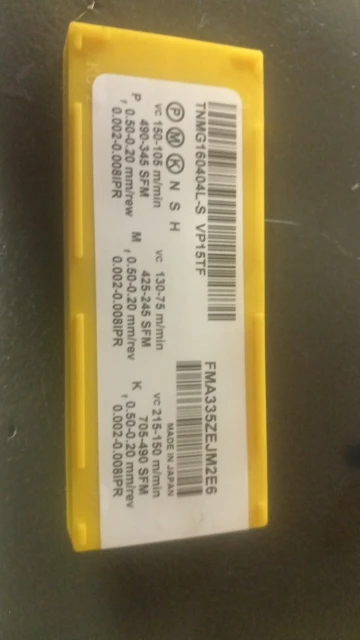 TNMG160404L-S VP15TF
FMA335ZEJM2E6
P M K N S H
MADE IN JAPAN
vc 150-105 m/min
490-345 SFM
P
f 0.50-0.20 mm/rew
0.002-0.008IPR
vc 130-75 m/min
425-245 SFM
M
f 0.50-0.20 mm/rev
0.002-0.008IPR
vc 215-150 m/min
705-490 SFM
K
f 0.50-0.20 mm/rev
0.002-0.008IPR